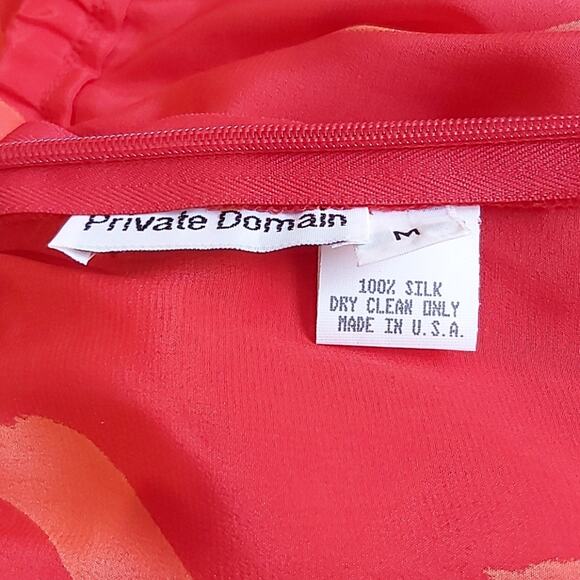 Private Domain
M
100% SILK
DRY CLEAN ONLY
MADE IN U.S.A.